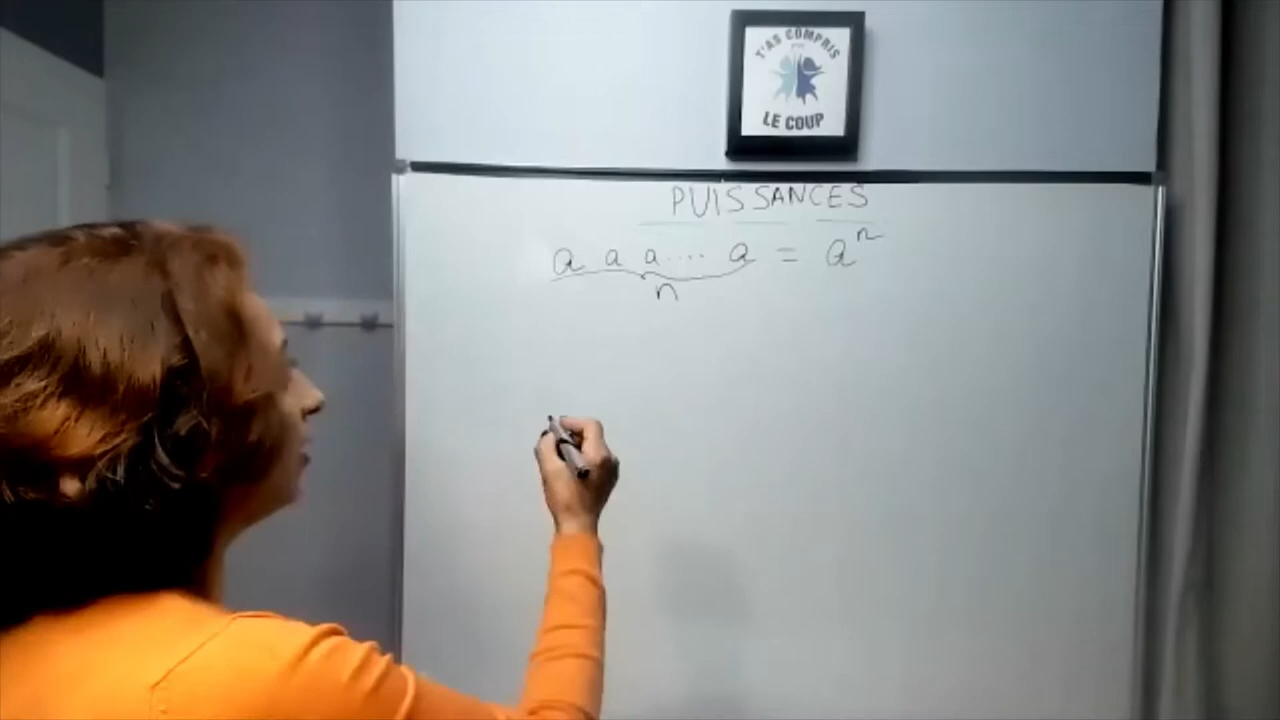 T'AS COMPRIS
LE COUP
PUISSANCES
a a a .... a = aⁿ
n